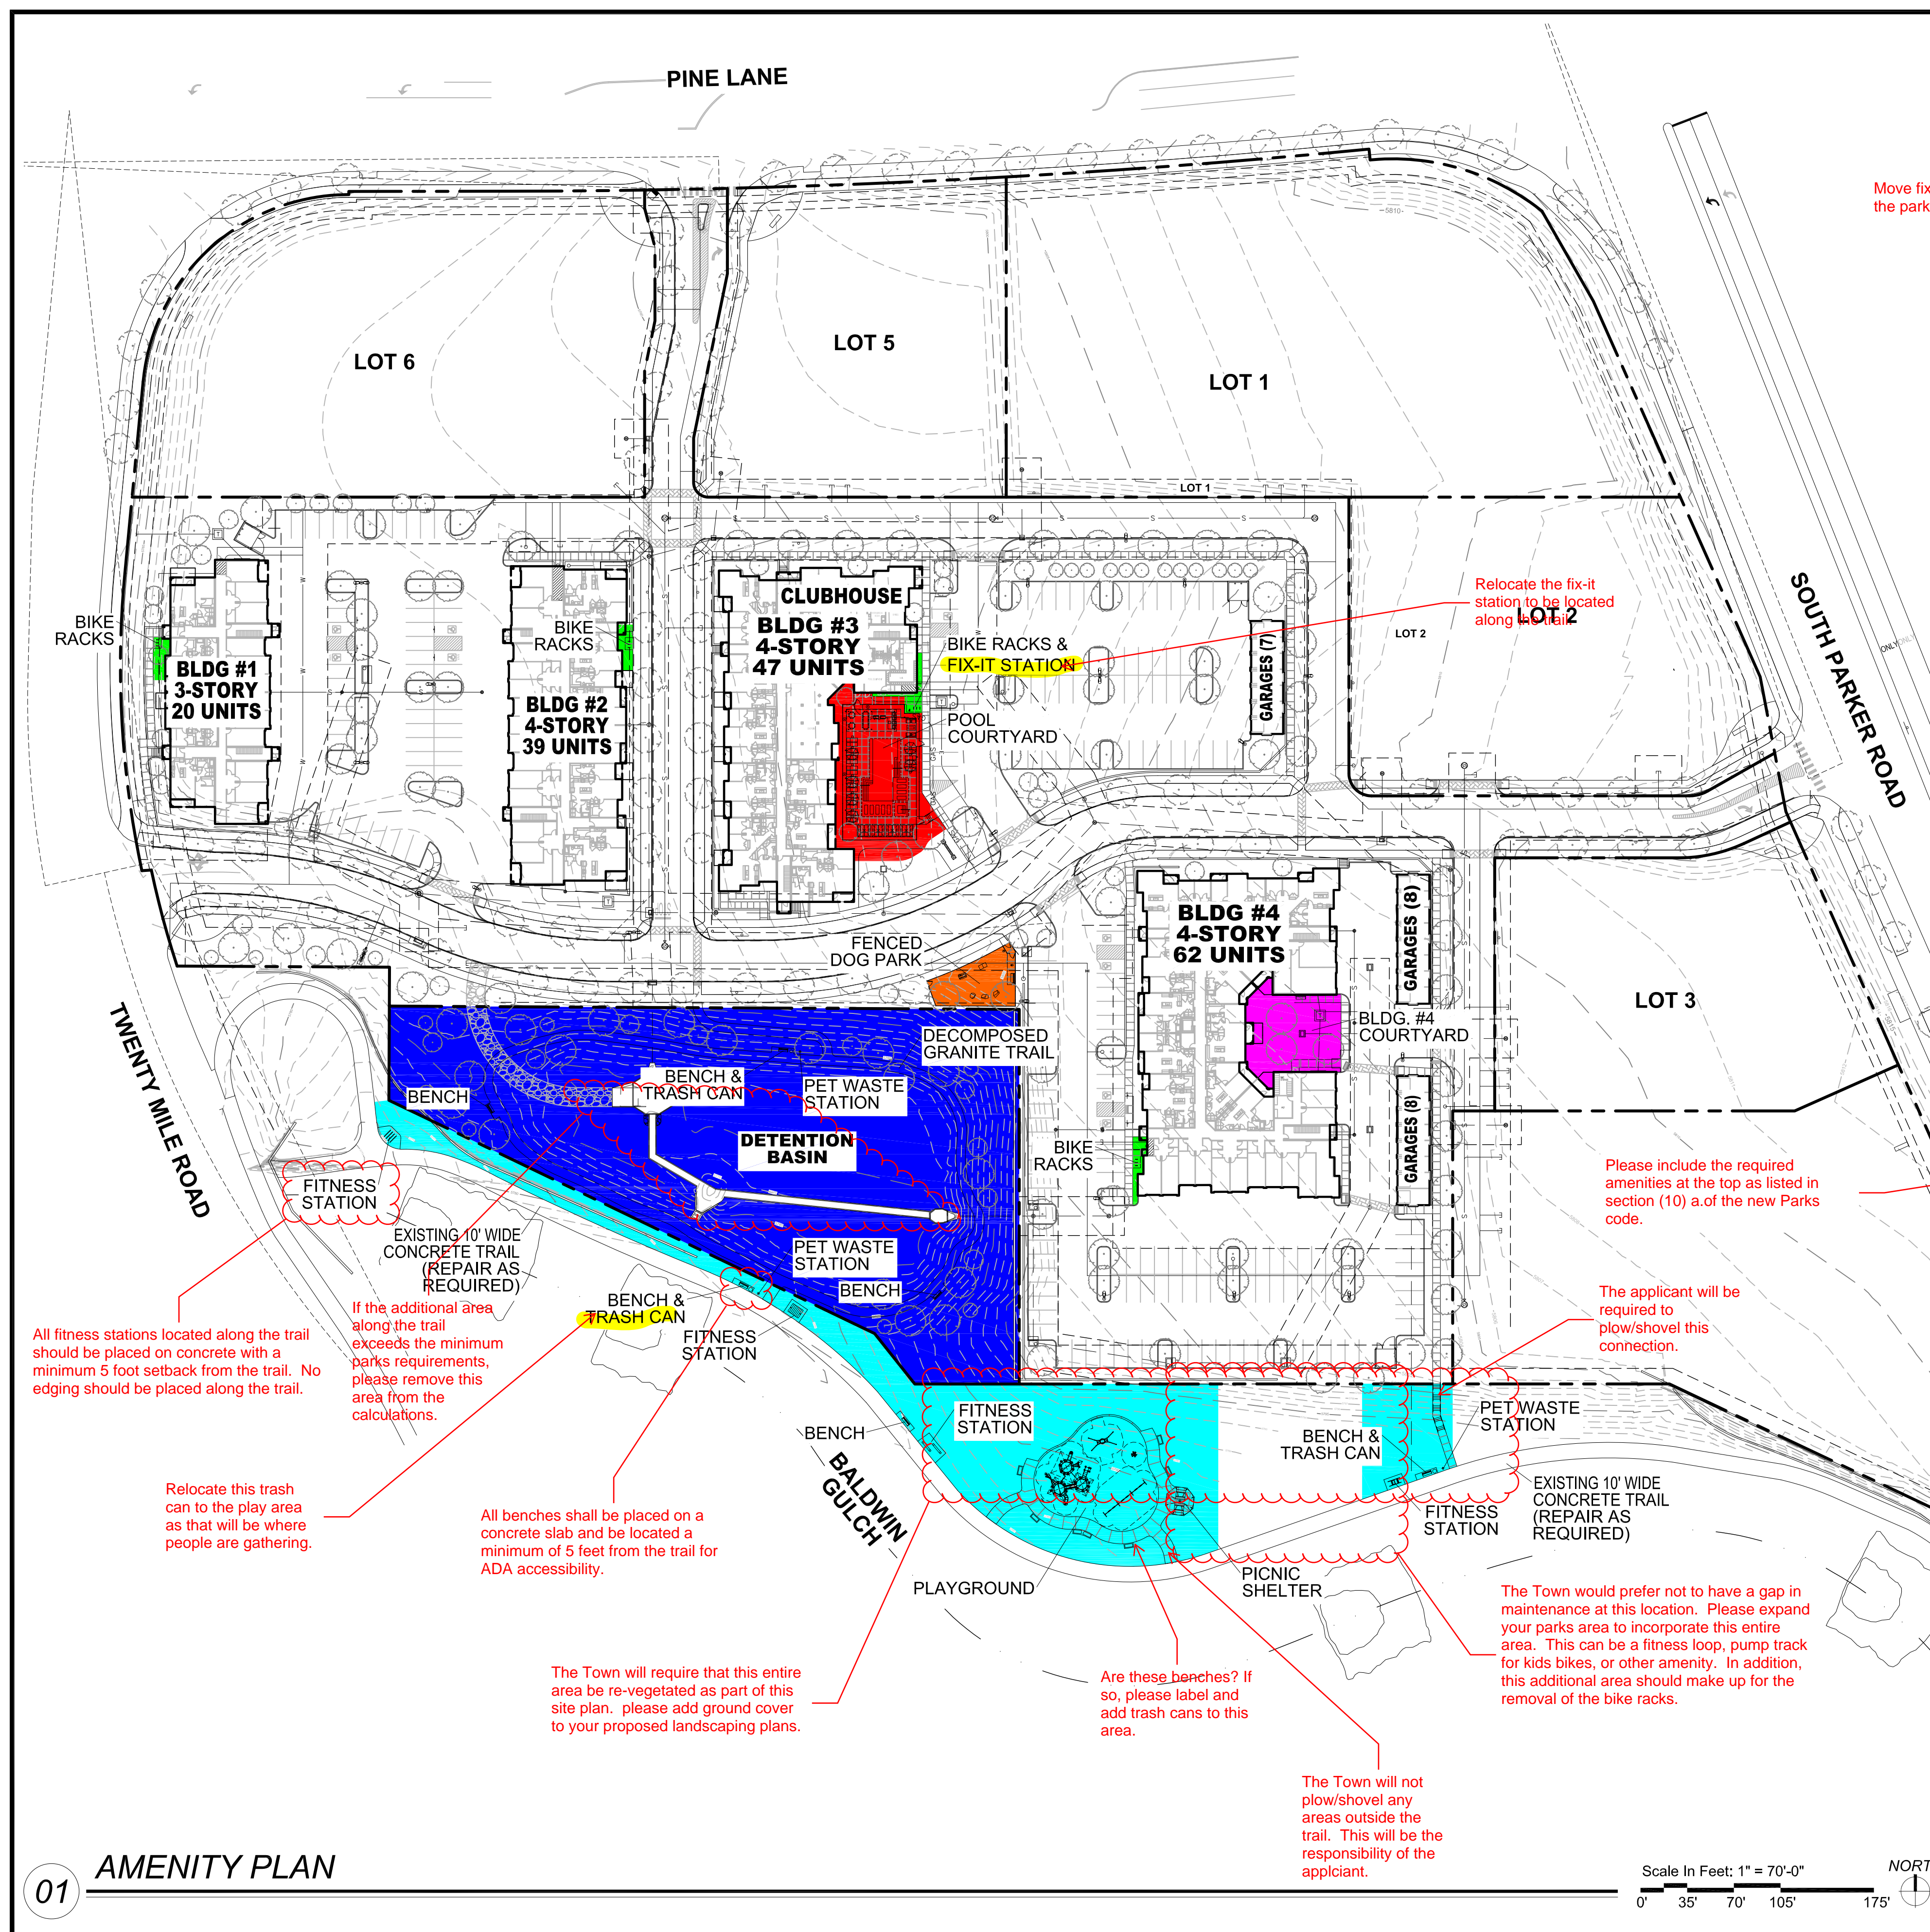 PINE LANE
Move fix
the park
5810
LOT 6
LOT 5
LOT 1
LOT 1
SOUTH PARKER ROAD
ONLY
ONLY
Relocate the fix-it
station to be located
along the trail.
LOT 2
LOT 2
BIKE
RACKS
BLDG #1
3-STORY
20 UNITS
BIKE
RACKS
BLDG #2
4-STORY
39 UNITS
CLUBHOUSE
BLDG #3
4-STORY
47 UNITS
BIKE RACKS &
FIX-IT STATION
POOL
COURTYARD
GARAGES (7)
FENCED
DOG PARK
BLDG #4
4-STORY
62 UNITS
GARAGES (8)
BLDG. #4
COURTYARD
GARAGES (8)
LOT 3
TWENTY MILE ROAD
DECOMPOSED
GRANITE TRAIL
BENCH
BENCH &
TRASH CAN
PET WASTE
STATION
DETENTION
BASIN
BIKE
RACKS
FITNESS
STATION
EXISTING 10' WIDE
CONCRETE TRAIL
(REPAIR AS
REQUIRED)
PET WASTE
STATION
BENCH
BENCH &
TRASH CAN
FITNESS
STATION
Please include the required
amenities at the top as listed in
section (10) a.of the new Parks
code.
The applicant will be
required to
plow/shovel this
connection.
All fitness stations located along the trail
should be placed on concrete with a
minimum 5 foot setback from the trail.  No
edging should be placed along the trail.
If the additional area
along the trail
exceeds the minimum
parks requirements,
please remove this
area from the
calculations.
BENCH
FITNESS
STATION
BALDWIN
GULCH
BENCH &
TRASH CAN
PET WASTE
STATION
FITNESS
STATION
EXISTING 10' WIDE
CONCRETE TRAIL
(REPAIR AS
REQUIRED)
Relocate this trash
can to the play area
as that will be where
people are gathering.
All benches shall be placed on a
concrete slab and be located a
minimum of 5 feet from the trail for
ADA accessibility.
PLAYGROUND
PICNIC
SHELTER
The Town would prefer not to have a gap in
maintenance at this location.  Please expand
your parks area to incorporate this entire
area.  This can be a fitness loop, pump track
for kids bikes, or other amenity.  In addition,
this additional area should make up for the
removal of the bike racks.
The Town will require that this entire
area be re-vegetated as part of this
site plan.  please add ground cover
to your proposed landscaping plans.
Are these benches? If
so, please label and
add trash cans to this
area.
The Town will not
plow/shovel any
areas outside the
trail.  This will be the
responsibility of the
applciant.
01
AMENITY PLAN
Scale In Feet: 1" = 70'-0"
0' 35' 70' 105' 175'
NORT